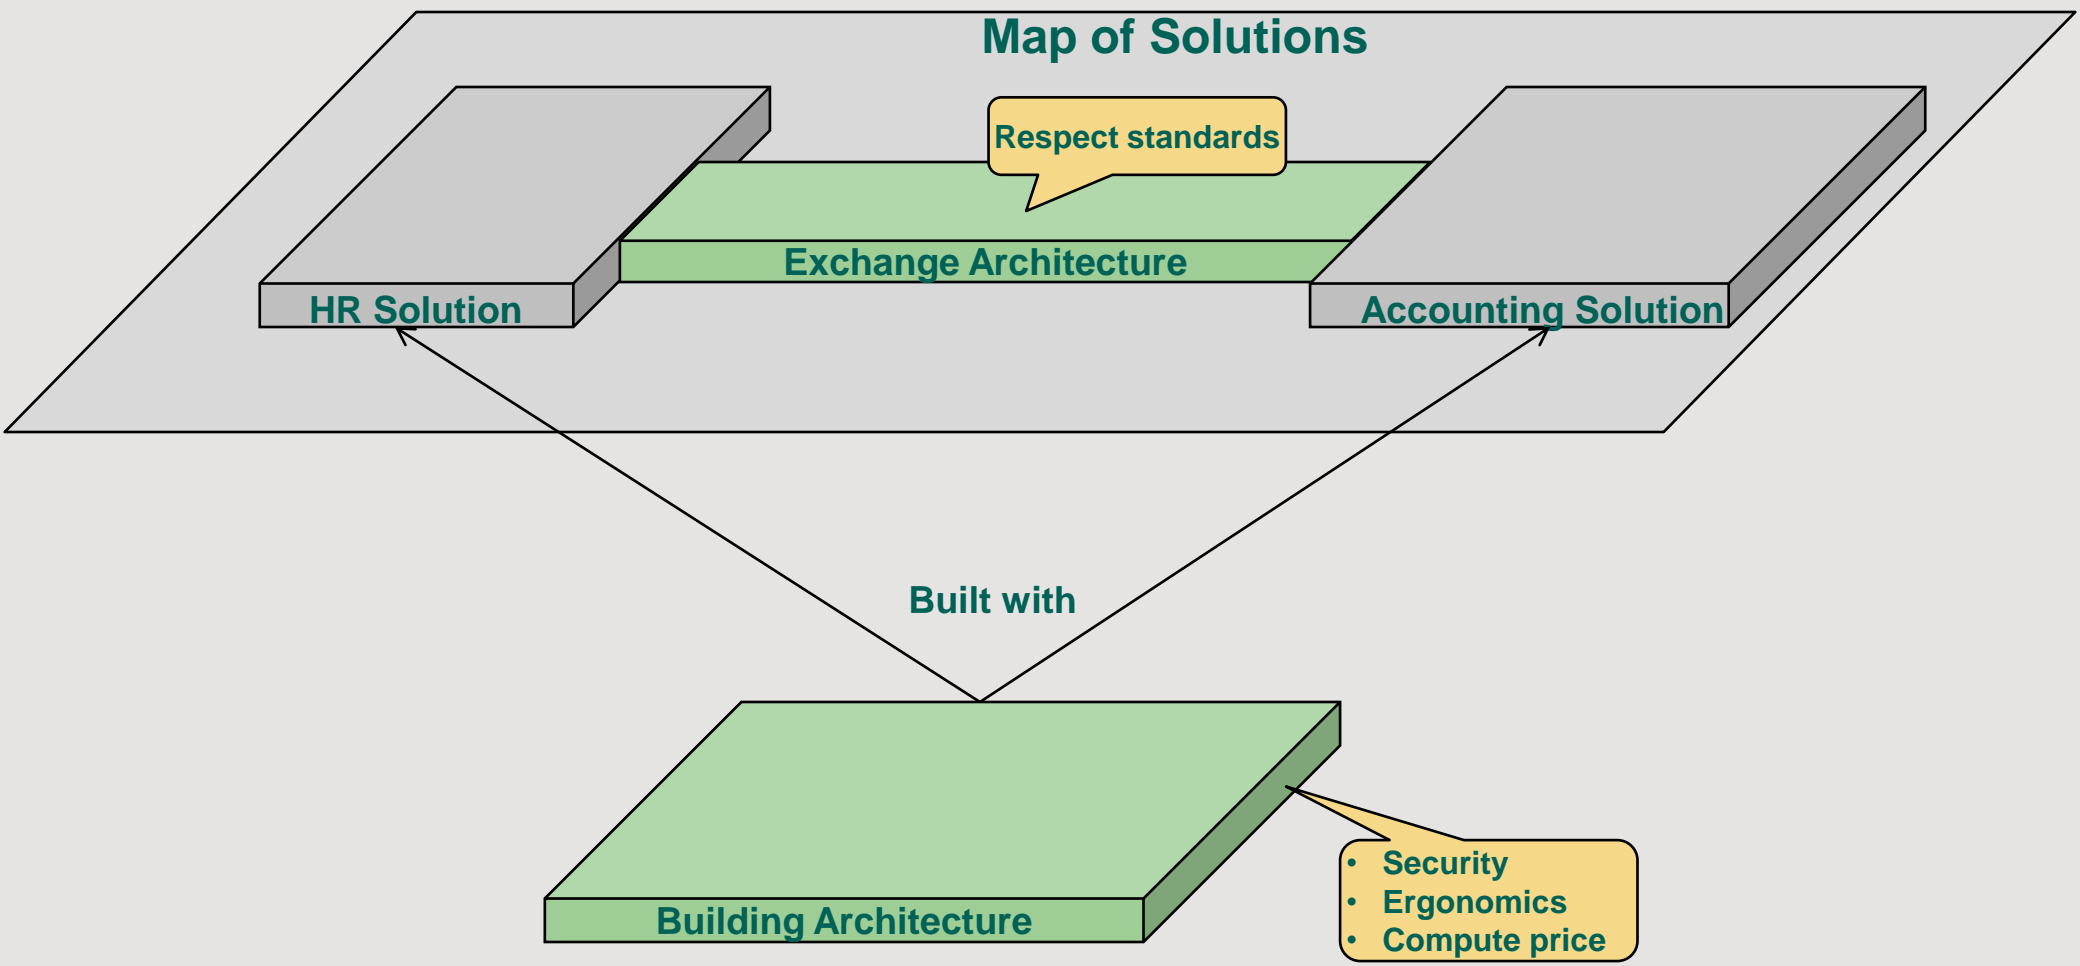 Map of Solutions
Respect standards
Exchange Architecture
HR Solution
Accounting Solution
Built with
Building Architecture
• Security
• Ergonomics
• Compute price